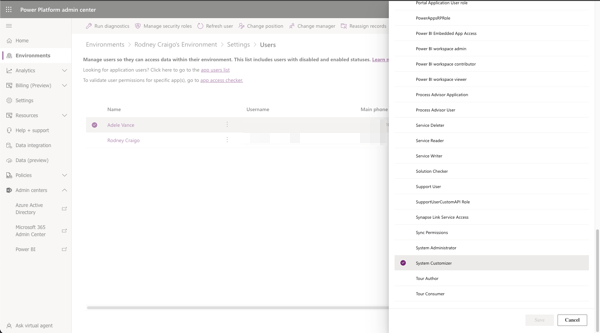 Power Platform admin center
Run diagnostics
Manage security roles
Refresh user
Change position
Change manager
Reassign records
Home
Environments
Analytics
Billing (Preview)
Settings
Resources
Help + support
Data integration
Data (preview)
Policies
Admin centers
Azure Active
Directory
Microsoft 365
Admin Center
Power BI
Ask virtual agent
Environments > Rodney Craigo's Environment > Settings > Users
Manage users so they can access data within their environment. This list includes users with disabled and enabled statuses. Learn
Looking for application users? Click here to go to the app users list
To validate user permissions for specific app(s), go to app access checker.
Name
Username
Main phone
Adele Vance
Rodney Craigo
Portal Application User role
PowerAppsRPRole
Power BI Embedded App Access
Power BI workspace admin
Power BI workspace contributor
Power BI workspace viewer
Process Advisor Application
Process Advisor User
Service Deleter
Service Reader
Service Writer
Solution Checker
Support User
SupportUserCustomAPI Role
Synapse Link Service Access
Sync Permissions
System Administrator
System Customizer
Tour Author
Tour Consumer
Save
Cancel